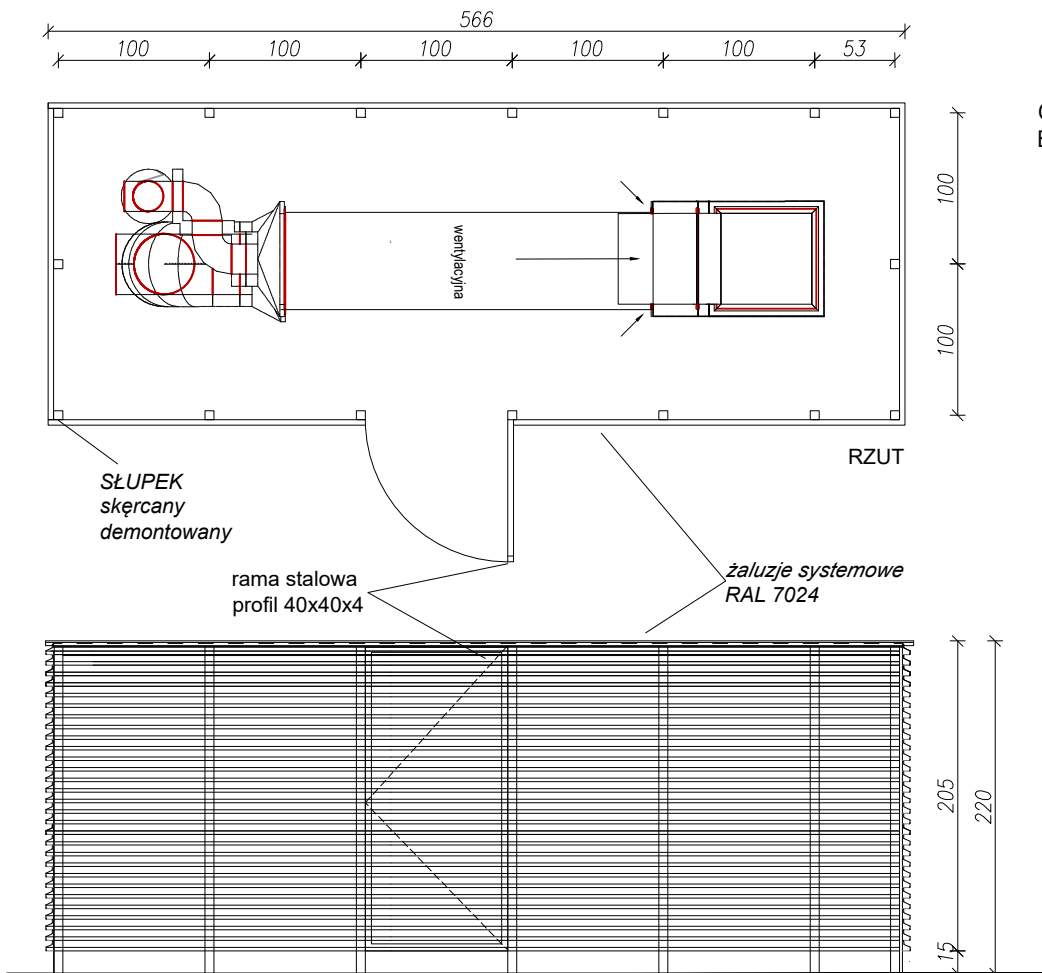 566
100 100 100 100 100 53
100
100
wentylacyjna
RZUT
SŁUPEK
skęrcany
demontowany
rama stalowa
profil 40x40x4
żaluzje systemowe
RAL 7024
205
220
15